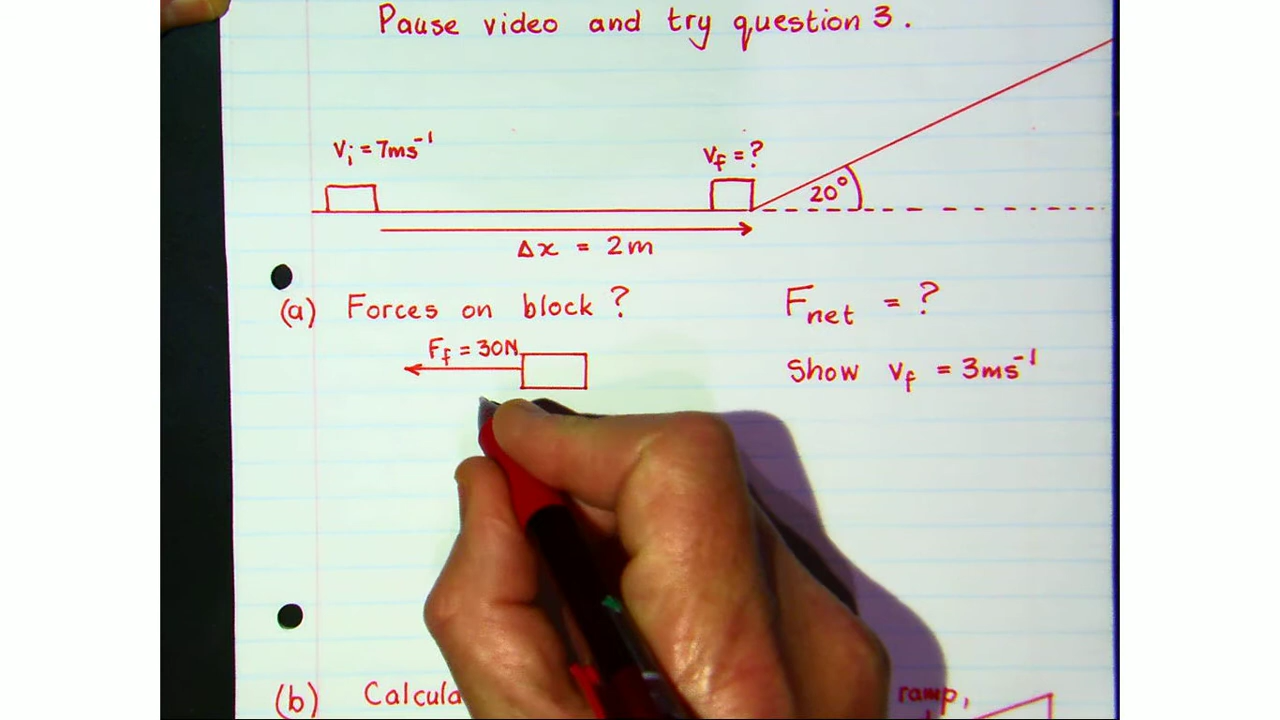 Pause video and try question 3.
Vi = 7ms⁻¹
Vf = ?
20°
Δx = 2m
(a) Forces on block ?
Fnet = ?
Ff = 30N
Show vf = 3ms⁻¹
(b)
ramp,